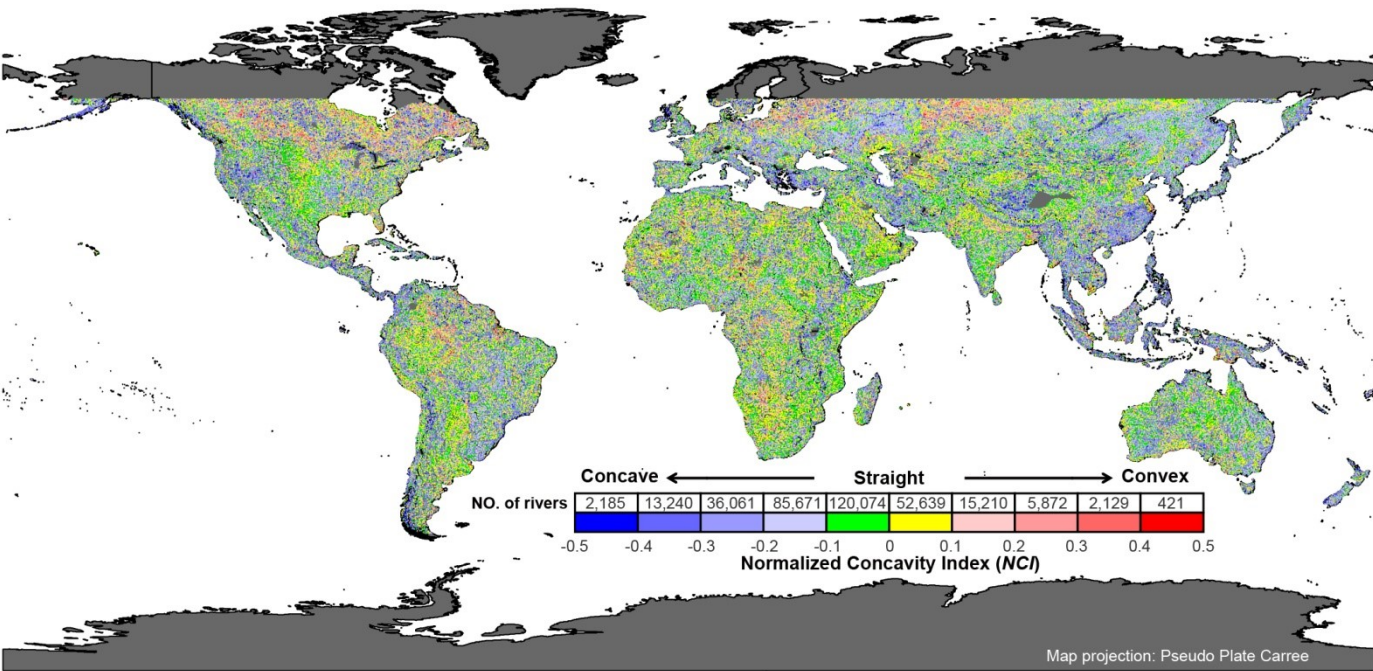 Concave Straight Convex
NO. of rivers 2,185 13,240 36,061 85,671 120,074 52,639 15,210 5,872 2,129 421
-0.5 -0.4 -0.3 -0.2 -0.1 0 0.1 0.2 0.3 0.4 0.5
Normalized Concavity Index (NCI)
Map projection: Pseudo Plate Carree